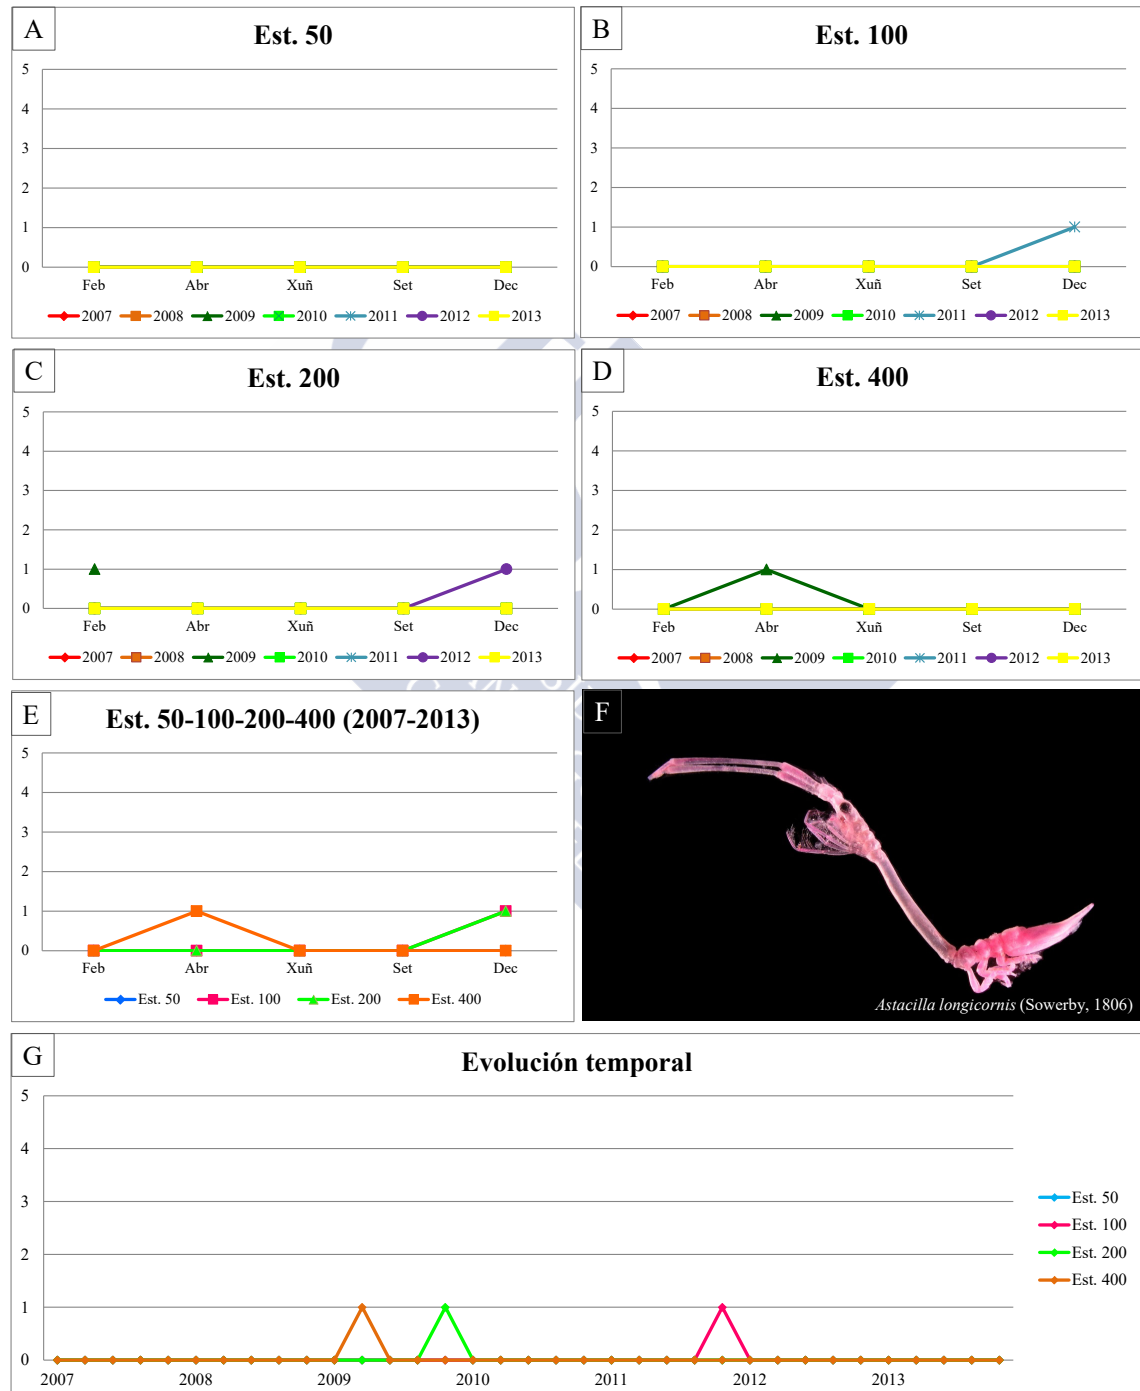 A
Est. 50
5
4
3
2
1
0
Feb Abr Xuñ Set Dec
2007 2008 2009 2010 2011 2012 2013
B
Est. 100
5
4
3
2
1
0
Feb Abr Xuñ Set Dec
2007 2008 2009 2010 2011 2012 2013
C
Est. 200
5
4
3
2
1
0
Feb Abr Xuñ Set Dec
2007 2008 2009 2010 2011 2012 2013
D
Est. 400
5
4
3
2
1
0
Feb Abr Xuñ Set Dec
2007 2008 2009 2010 2011 2012 2013
E
Est. 50-100-200-400 (2007-2013)
5
4
3
2
1
0
Feb Abr Xuñ Set Dec
Est. 50 Est. 100 Est. 200 Est. 400
F
Astacilla longicornis (Sowerby, 1806)
G
Evolución temporal
5
4
3
2
1
0
2007 2008 2009 2010 2011 2012 2013
Est. 50
Est. 100
Est. 200
Est. 400